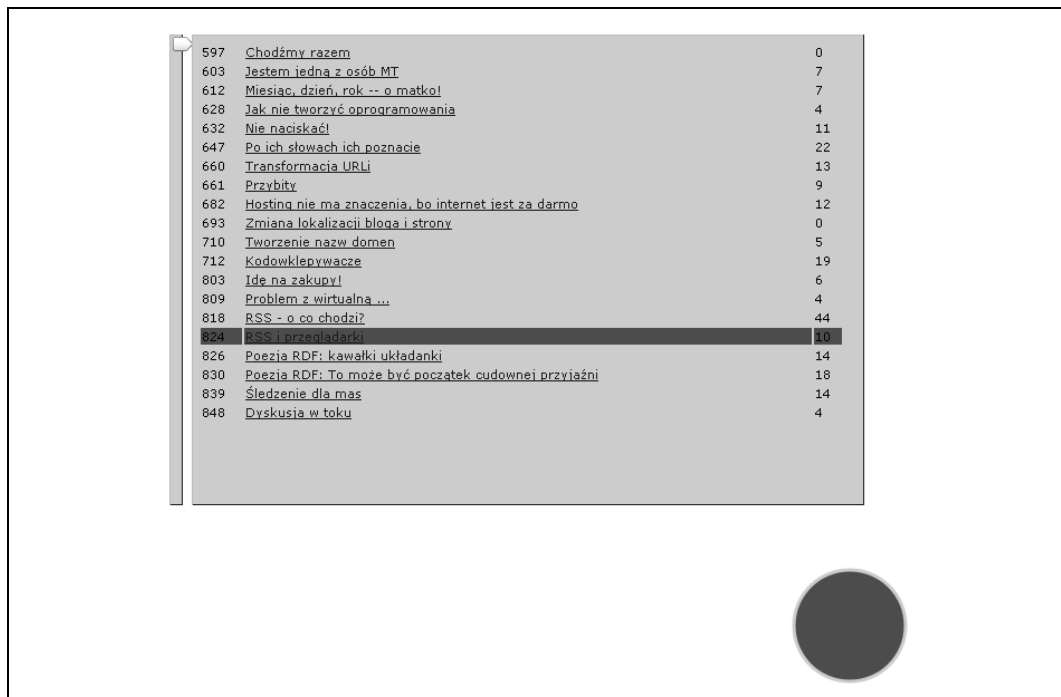 597 Chodźmy razem 0
603 Jestem jedną z osób MT 7
612 Miesiąc, dzień, rok -- o matko! 7
628 Jak nie tworzyć oprogramowania 4
632 Nie naciskać! 11
647 Po ich słowach ich poznacie 22
660 Transformacja URLi 13
661 Przybity 9
682 Hosting nie ma znaczenia, bo internet jest za darmo 12
693 Zmiana lokalizacji bloga i strony 0
710 Tworzenie nazw domen 5
712 Kodowklepywacze 19
803 Idę na zakupy! 6
809 Problem z wirtualną ... 4
818 RSS - o co chodzi? 44
824 RSS i przeglądarki 10
826 Poezja RDF: kawałki układanki 14
830 Poezja RDF: To może być początek cudownej przyjaźni 18
839 Śledzenie dla mas 14
848 Dyskusja w toku 4